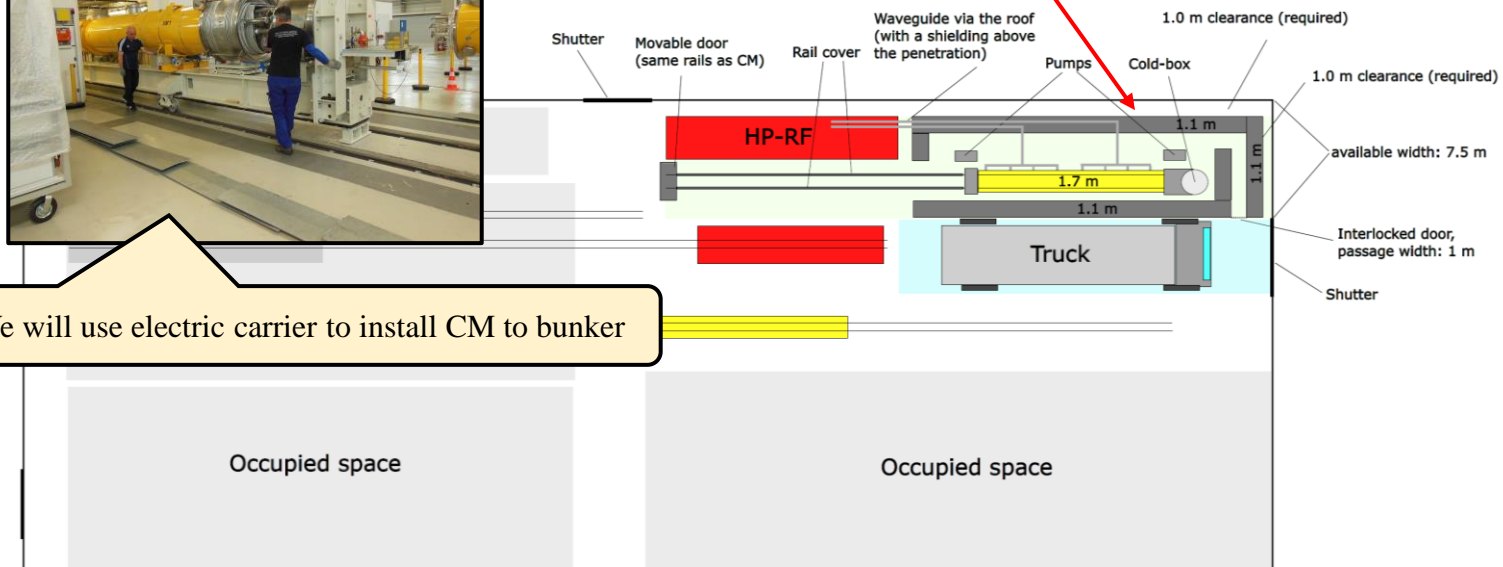 Waveguide via the roof
(with a shielding above
the penetration)
1.0 m clearance (required)
Shutter
Movable door
(same rails as CM)
Rail cover
Pumps
Cold-box
1.0 m clearance (required)
HP-RF
1.1 m
1.1 m
available width: 7.5 m
1.7 m
1.1 m
Truck
Interlocked door,
passage width: 1 m
Shutter
will use electric carrier to install CM to bunker
Occupied space
Occupied space